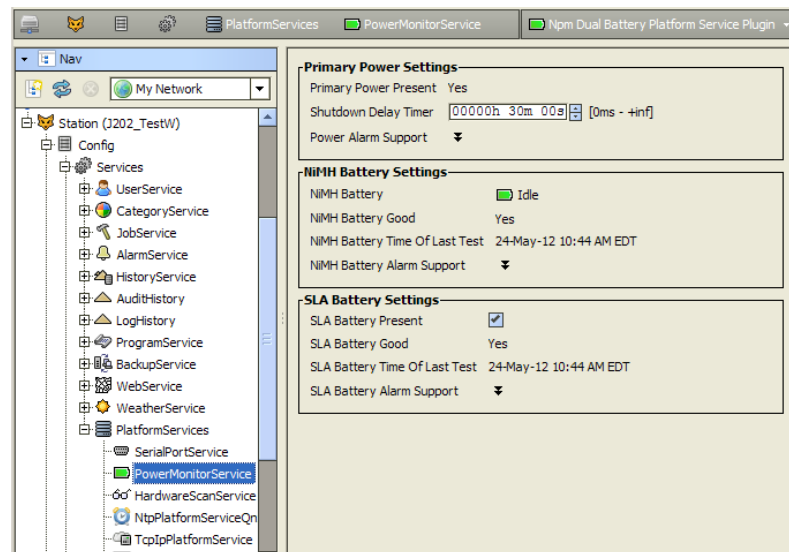 PlatformServices PowerMonitorService Npm Dual Battery Platform Service Plugin
Nav
My Network
Station (J202_TestW)
Config
Services
UserService
CategoryService
JobService
AlarmService
HistoryService
AuditHistory
LogHistory
ProgramService
BackupService
WebService
WeatherService
PlatformServices
SerialPortService
PowerMonitorService
HardwareScanService
NtpPlatformServiceQn
TcpIpPlatformService
Primary Power Settings
Primary Power Present Yes
Shutdown Delay Timer 00000h 30m 00s [0ms - +inf]
Power Alarm Support
NiMH Battery Settings
NiMH Battery Idle
NiMH Battery Good Yes
NiMH Battery Time Of Last Test 24-May-12 10:44 AM EDT
NiMH Battery Alarm Support
SLA Battery Settings
SLA Battery Present
SLA Battery Good Yes
SLA Battery Time Of Last Test 24-May-12 10:44 AM EDT
SLA Battery Alarm Support